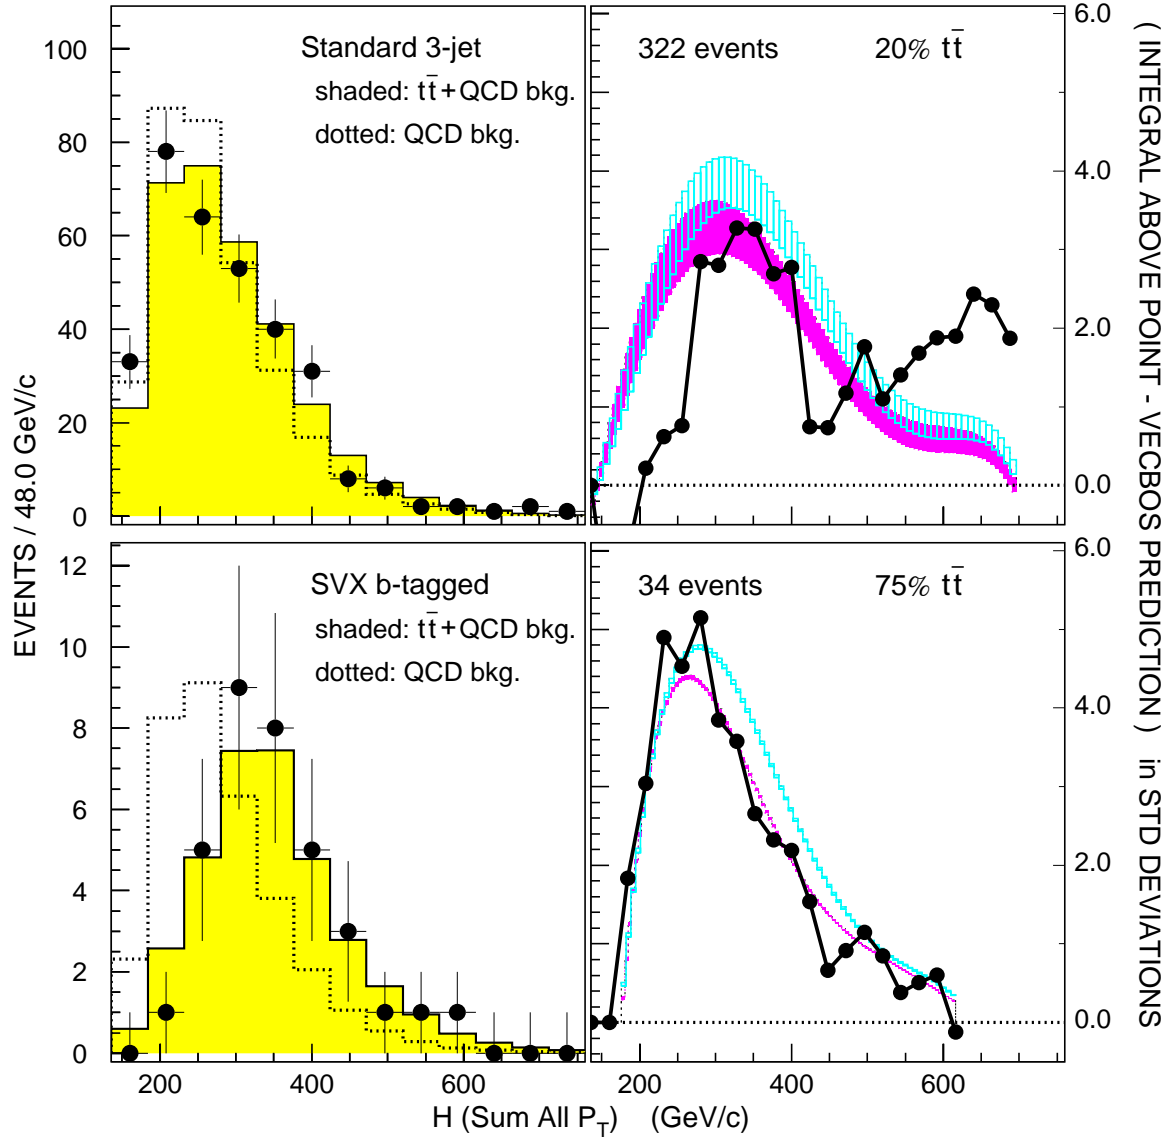 EVENTS / 48.0 GeV/c
100
80
60
40
20
0
Standard 3-jet
shaded: tt̄+QCD bkg.
dotted: QCD bkg.
322 events 20% tt̄
6.0
4.0
2.0
0.0
12
10
8
6
4
2
0
SVX b-tagged
shaded: tt̄+QCD bkg.
dotted: QCD bkg.
34 events 75% tt̄
6.0
4.0
2.0
0.0
200 400 600
200 400 600
H (Sum All P_T) (GeV/c)
( INTEGRAL ABOVE POINT - VECBOS PREDICTION ) in STD DEVIATIONS